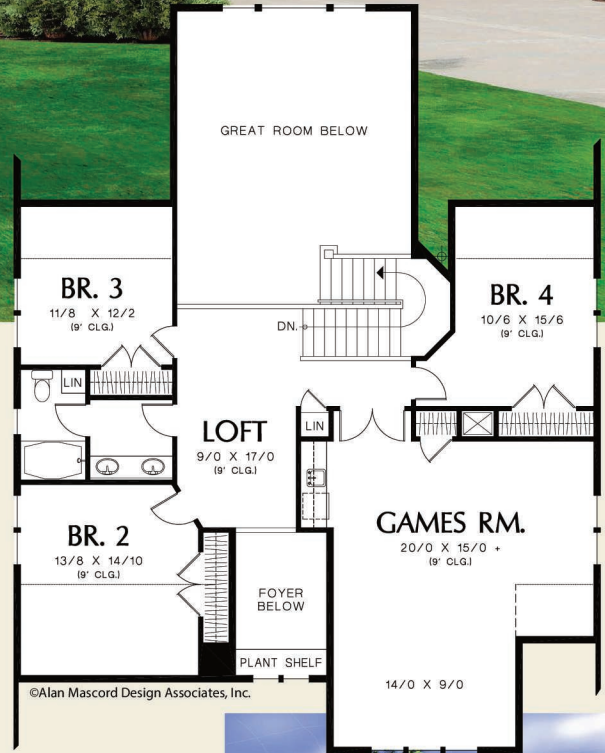 GREAT ROOM BELOW
BR. 3
11/8 X 12/2
(9' CLG.)
BR. 4
10/6 X 15/6
(9' CLG.)
DN.
LIN
LOFT
9/0 X 17/0
(9' CLG.)
LIN
BR. 2
13/8 X 14/10
(9' CLG.)
GAMES RM.
20/0 X 15/0 +
(9' CLG.)
FOYER
BELOW
PLANT SHELF
14/0 X 9/0
©Alan Mascord Design Associates, Inc.